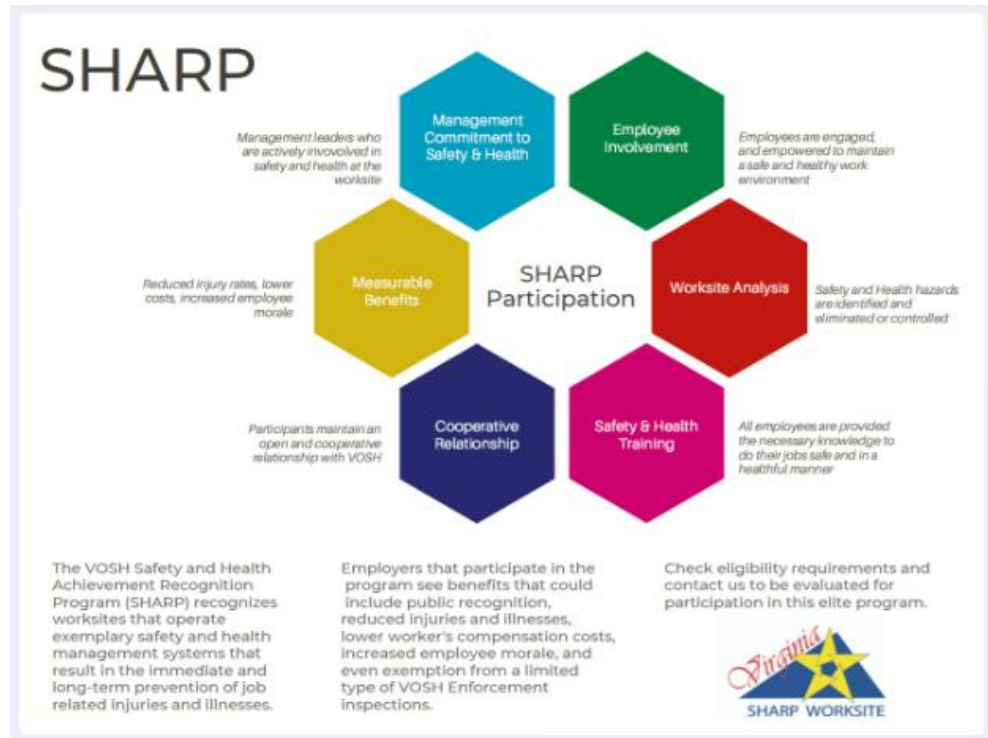 SHARP
Management
Commitment to
Safety & Health
Employee
Involvement
Management leaders who
are actively invovolved in
safety and health at the
worksite
Employees are engaged,
and empowered to maintain
a safe and healthy work
environment
Measurable
Benefits
SHARP
Participation
Worksite Analysis
Reduced injury rates, lower
costs, increased employee
morale
Safety and Health hazards
are identified and
eliminated or controlled
Cooperative
Relationship
Safety & Health
Training
Participants maintain an
open and cooperative
relationship with VOSH
All employees are provided
the necessary knowledge to
do their jobs safe and in a
healthful manner
The VOSH Safety and Health
Achievement Recognition
Program (SHARP) recognizes
worksites that operate
exemplary safety and health
management systems that
result in the immediate and
long-term prevention of job
related injuries and illnesses.
Employers that participate in the
program see benefits that could
include public recognition,
reduced injuries and illnesses,
lower worker's compensation costs,
increased employee morale, and
even exemption from a limited
type of VOSH Enforcement
inspections.
Check eligibility requirements and
contact us to be evaluated for
participation in this elite program.
Virginia
SHARP WORKSITE